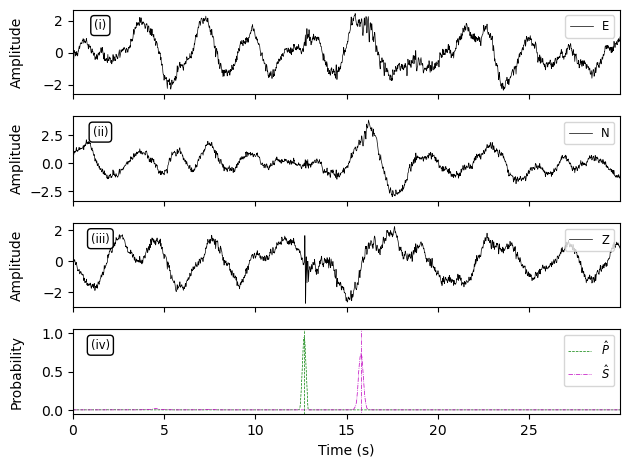 Amplitude
2
0
−2
(i)
E
Amplitude
2.5
0.0
−2.5
(ii)
N
Amplitude
2
0
−2
(iii)
Z
Probability
1.0
0.5
0.0
(iv)
P̂
Ŝ
0 5 10 15 20 25
Time (s)